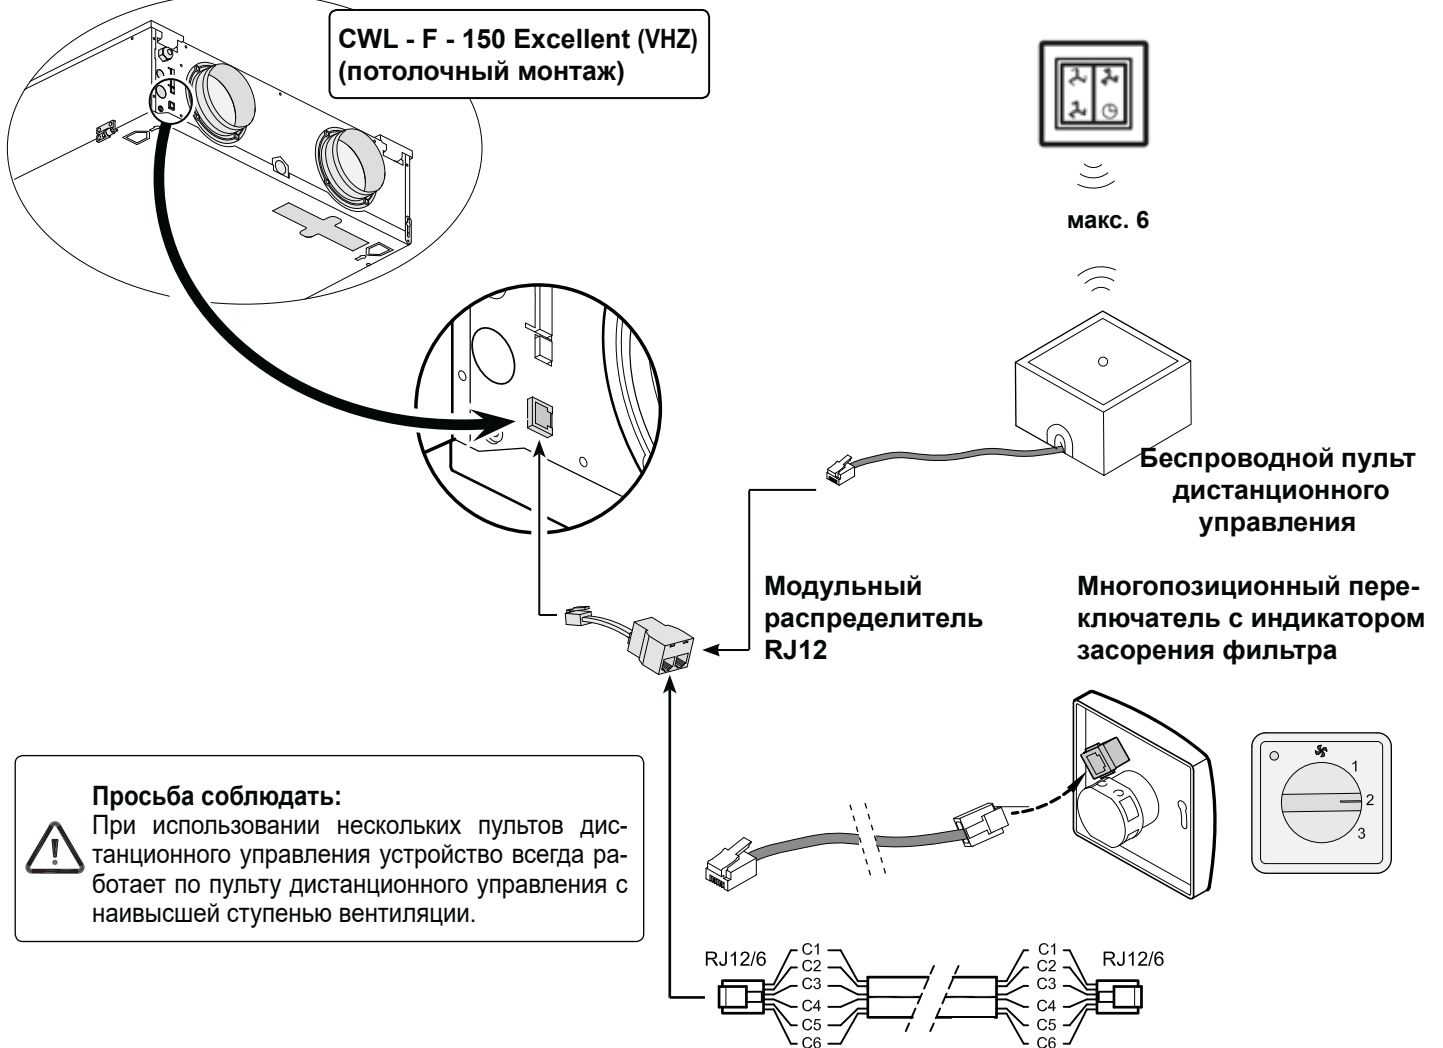 CWL - F - 150 Excellent (VHZ)
(потолочный монтаж)
макс. 6
Беспроводной пульт
дистанционного
управления
Модульный
распределитель
RJ12
Многопозиционный пере-
ключатель с индикатором
засорения фильтра
1
2
3
Просьба соблюдать:
При использовании нескольких пультов дис-
танционного управления устройство всегда ра-
ботает по пульту дистанционного управления с
наивысшей ступенью вентиляции.
RJ12/6
C1
C2
C3
C4
C5
C6
C1
C2
C3
C4
C5
C6
RJ12/6